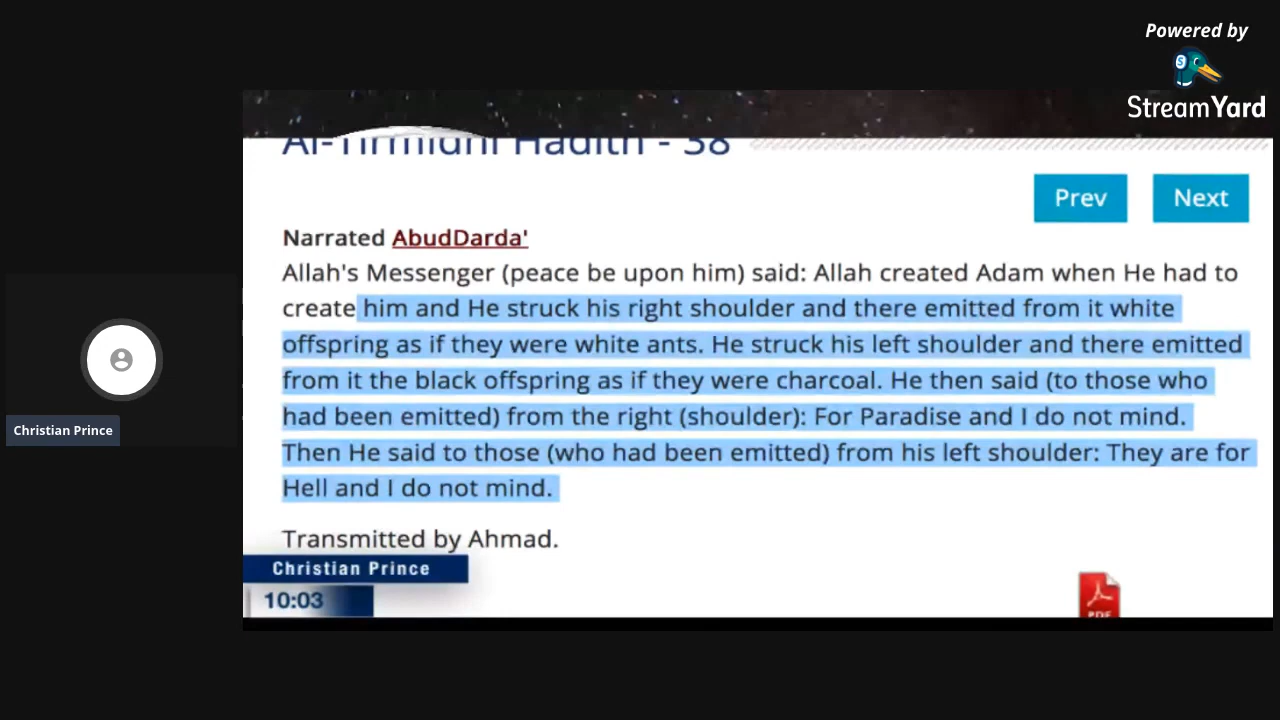 Powered by
StreamYard
Al-Tirmidhi Hadith - 38
Prev
Next
Narrated AbudDarda'
Allah's Messenger (peace be upon him) said: Allah created Adam when He had to
create him and He struck his right shoulder and there emitted from it white
offspring as if they were white ants. He struck his left shoulder and there emitted
from it the black offspring as if they were charcoal. He then said (to those who
had been emitted) from the right (shoulder): For Paradise and I do not mind.
Then He said to those (who had been emitted) from his left shoulder: They are for
Hell and I do not mind.
Transmitted by Ahmad.
Christian Prince
10:03
PDF
Christian Prince